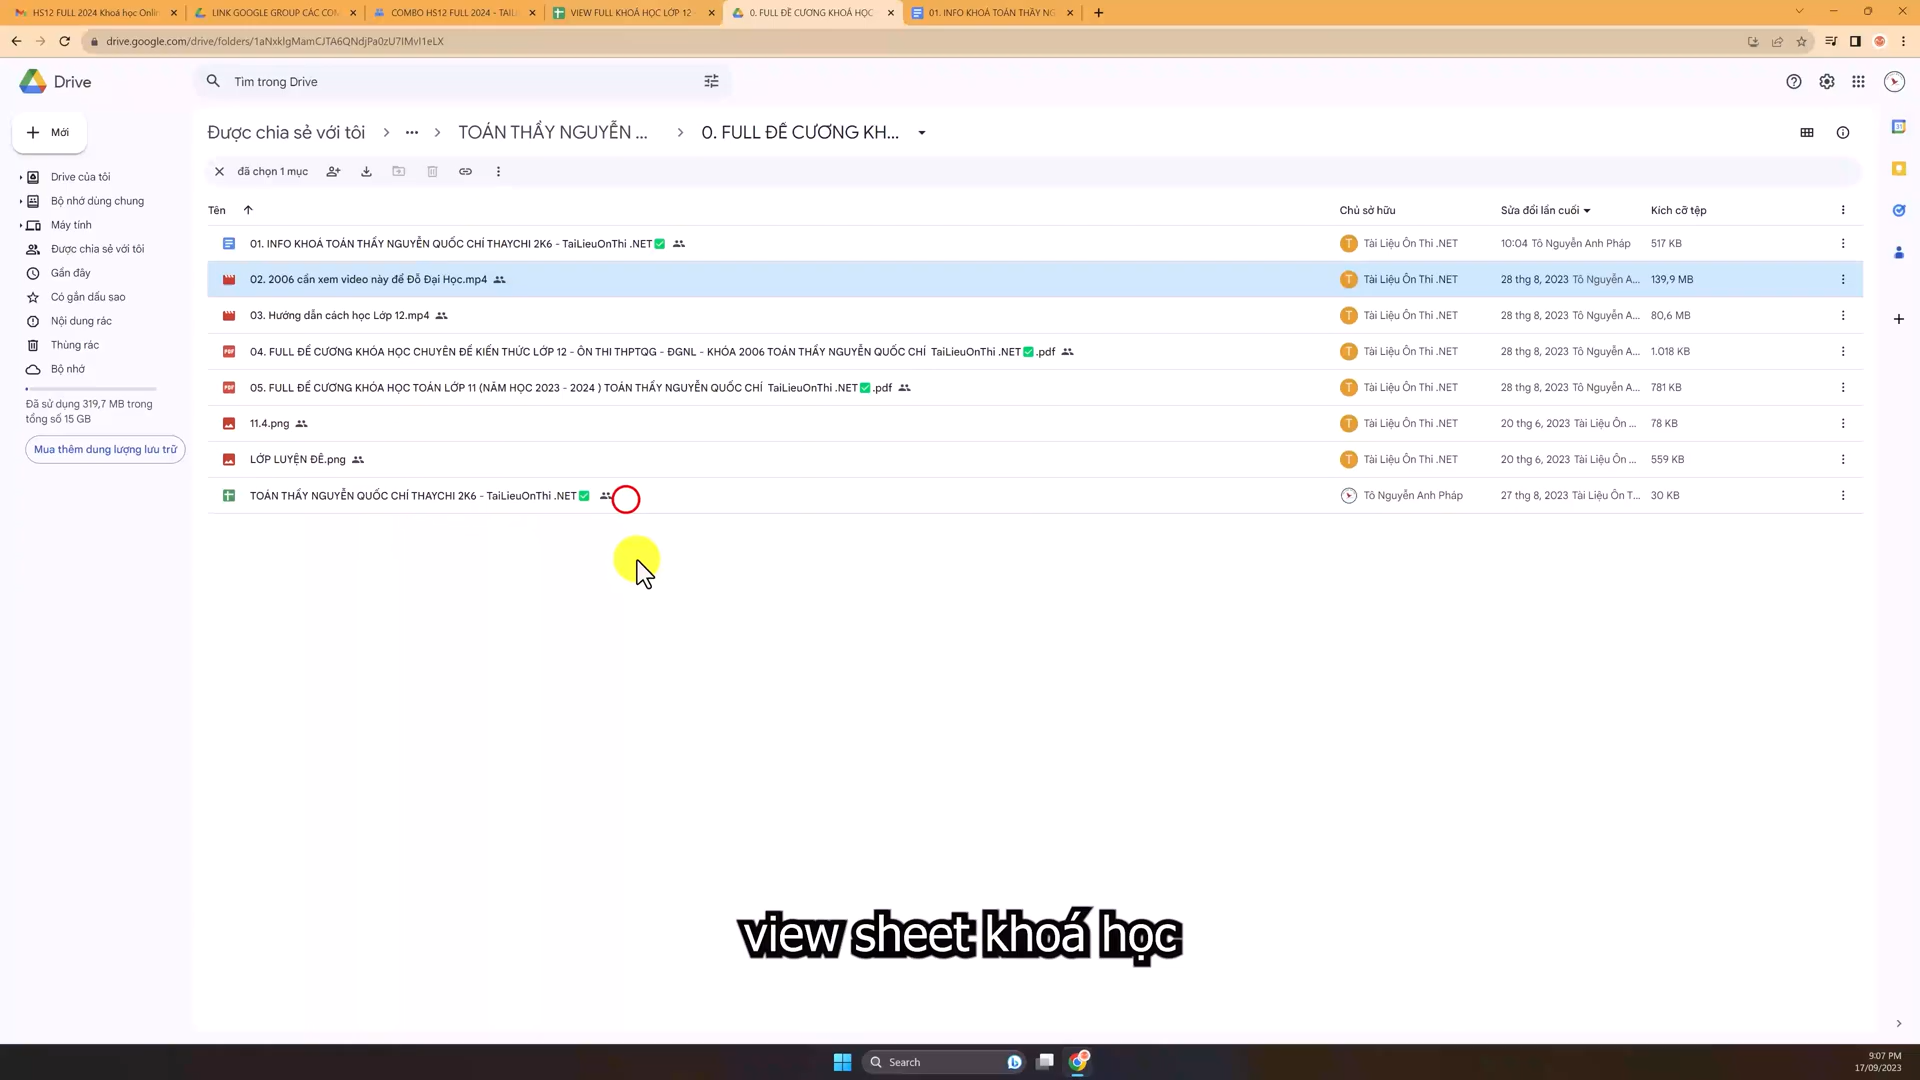 HS12 FULL 2024 Khoá học Onlin
LINK GOOGLE GROUP CÁC COM
COMBO HS12 FULL 2024 - TAIL
VIEW FULL KHOÁ HỌC LỚP 12-
0. FULL ĐỀ CƯƠNG KHOÁ HỌC
01. INFO KHOÁ TOÁN THẦY NG
drive.google.com/drive/folders/1aNxklgMamCJTA6QNdjPa0zU7IMvI1eLX
Drive
Tìm trong Drive
Mới
Được chia sẻ với tôi
TOÁN THẦY NGUYỄN ...
0. FULL ĐỀ CƯƠNG KH...
đã chọn 1 mục
Drive của tôi
Bộ nhớ dùng chung
Máy tính
Được chia sẻ với tôi
Gần đây
Có gắn dấu sao
Nội dung rác
Thùng rác
Bộ nhớ
Đã sử dụng 319,7 MB trong
tổng số 15 GB
Mua thêm dung lượng lưu trữ
Tên Chủ sở hữu Sửa đổi lần cuối Kích cỡ tệp
01. INFO KHOÁ TOÁN THẦY NGUYỄN QUỐC CHÍ THAYCHI 2K6 - TaiLieuOnThi .NET✅ T Tài Liệu Ôn Thi .NET 10:04 Tô Nguyễn Anh Pháp 517 KB
02. 2006 cần xem video này để Đỗ Đại Học.mp4 T Tài Liệu Ôn Thi .NET 28 thg 8, 2023 Tô Nguyễn A... 139,9 MB
03. Hướng dẫn cách học Lớp 12.mp4 T Tài Liệu Ôn Thi .NET 28 thg 8, 2023 Tô Nguyễn A... 80,6 MB
PDF 04. FULL ĐỀ CƯƠNG KHÓA HỌC CHUYÊN ĐỀ KIẾN THỨC LỚP 12 - ÔN THI THPTQG - ĐGNL - KHÓA 2006 TOÁN THẦY NGUYỄN QUỐC CHÍ TaiLieuOnThi .NET✅.pdf T Tài Liệu Ôn Thi .NET 28 thg 8, 2023 Tô Nguyễn A... 1.018 KB
PDF 05. FULL ĐỀ CƯƠNG KHÓA HỌC TOÁN LỚP 11 (NĂM HỌC 2023 - 2024 ) TOÁN THẦY NGUYỄN QUỐC CHÍ TaiLieuOnThi .NET✅.pdf T Tài Liệu Ôn Thi .NET 28 thg 8, 2023 Tô Nguyễn A... 781 KB
11.4.png T Tài Liệu Ôn Thi .NET 20 thg 6, 2023 Tài Liệu Ôn ... 78 KB
LỚP LUYỆN ĐỀ.png T Tài Liệu Ôn Thi .NET 20 thg 6, 2023 Tài Liệu Ôn ... 559 KB
TOÁN THẦY NGUYỄN QUỐC CHÍ THAYCHI 2K6 - TaiLieuOnThi .NET✅ Tô Nguyễn Anh Pháp 27 thg 8, 2023 Tài Liệu Ôn T... 30 KB
view sheet khoá học
Search
9:07 PM
17/09/2023